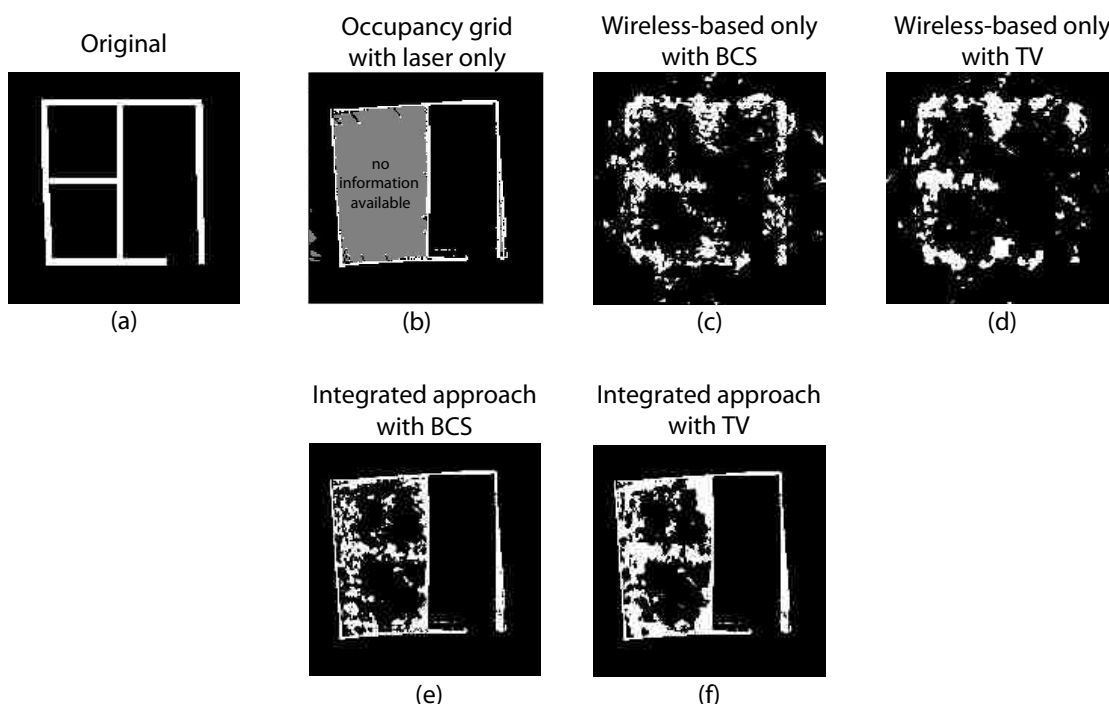 Original
Occupancy grid
with laser only
Wireless-based only
with BCS
Wireless-based only
with TV
no
information
available
(a)
(b)
(c)
(d)
Integrated approach
with BCS
Integrated approach
with TV
(e)
(f)